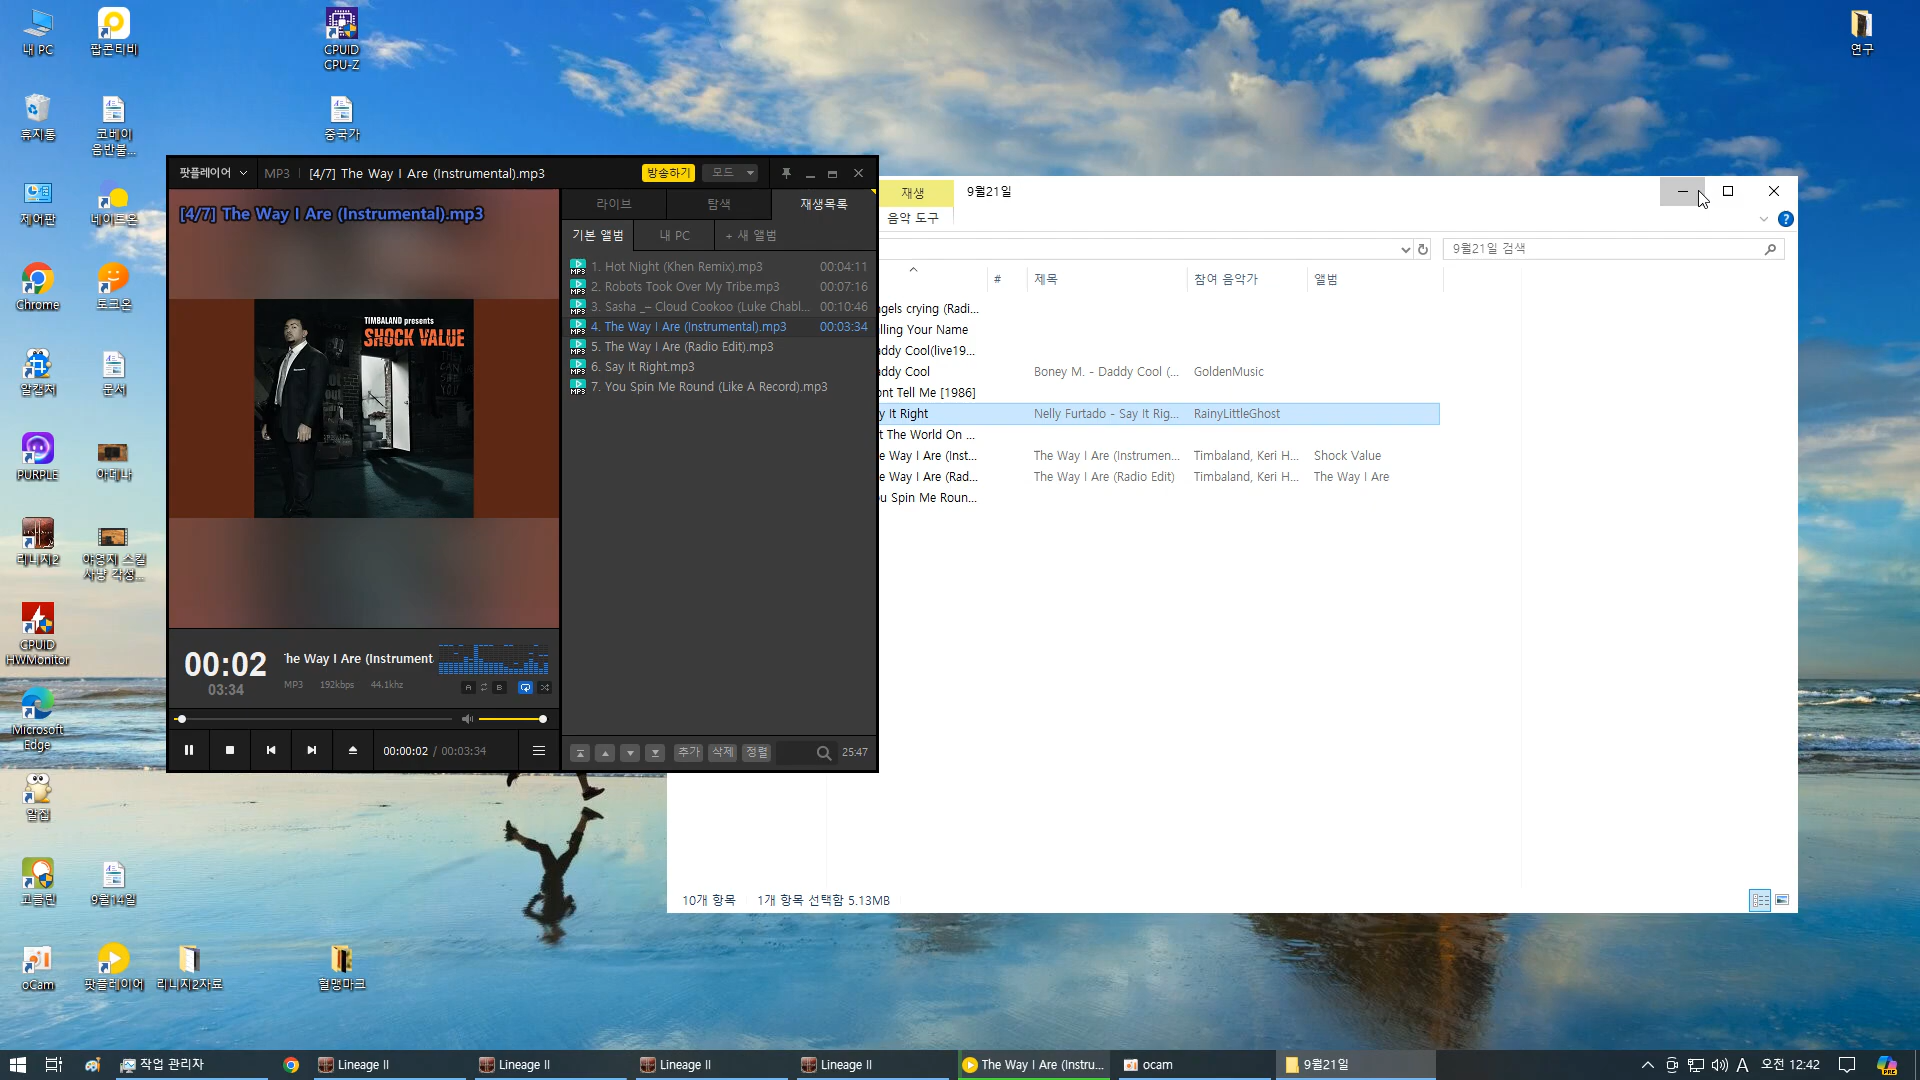 내 PC
팝콘티비
CPUID
CPU-Z
연구
휴지통
코베이
음반불...
중국가
제어판
네이트온
Chrome
토크온
알캡처
문서
PURPLE
아데나
리니지2
야영지 스킬
사냥 각성...
CPUID
HWMonitor
Microsoft
Edge
알집
고클린
9월14일
oCam
팟플레이어
리니지2자료
혈맹마크
팟플레이어
MP3
[4/7] The Way I Are (Instrumental).mp3
방송하기
모드
[4/7] The Way I Are (Instrumental).mp3
TIMBALAND presents
SHOCK VALUE
라이브
탐색
재생목록
기본 앨범
내 PC
+ 새 앨범
MP3 1. Hot Night (Khen Remix).mp3 00:04:11
MP3 2. Robots Took Over My Tribe.mp3 00:07:16
MP3 3. Sasha _– Cloud Cookoo (Luke Chabl... 00:10:46
MP3 4. The Way I Are (Instrumental).mp3 00:03:34
MP3 5. The Way I Are (Radio Edit).mp3
MP3 6. Say It Right.mp3
MP3 7. You Spin Me Round (Like A Record).mp3
00:02
03:34
he Way I Are (Instrument
MP3 192kbps 44.1khz
A B
00:00:02 / 00:03:34
추가 삭제 정렬
25:47
재생
9월21일
음악 도구
9월21일 검색
# 제목 참여 음악가 앨범
ngels crying (Radi...
lling Your Name
addy Cool(live19...
addy Cool Boney M. - Daddy Cool (... GoldenMusic
ont Tell Me [1986]
y It Right Nelly Furtado - Say It Rig... RainyLittleGhost
t The World On ...
e Way I Are (Inst... The Way I Are (Instrumen... Timbaland, Keri H... Shock Value
e Way I Are (Rad... The Way I Are (Radio Edit) Timbaland, Keri H... The Way I Are
u Spin Me Roun...
10개 항목 1개 항목 선택함 5.13MB
작업 관리자
Lineage II
Lineage II
Lineage II
Lineage II
The Way I Are (Instru...
ocam
9월21일
A
오전 12:42
PRE